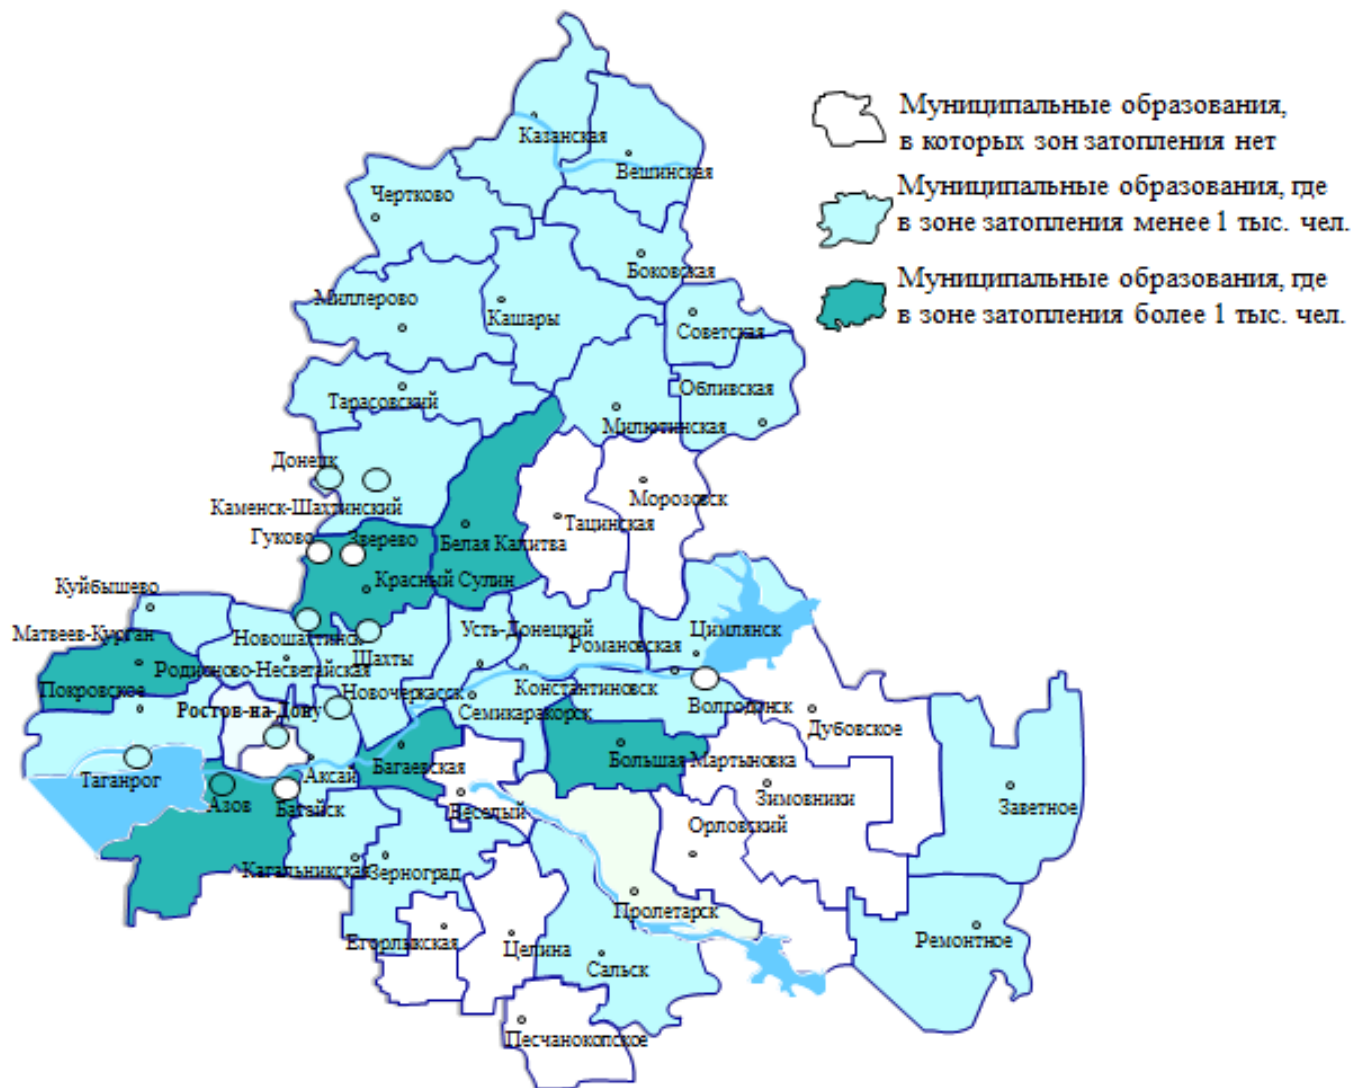 Муниципальные образования,
в которых зон затопления нет
Муниципальные образования, где
в зоне затопления менее 1 тыс. чел.
Муниципальные образования, где
в зоне затопления более 1 тыс. чел.
Казанская
Вешинская
Чертково
Боковская
Миллерово
Кашары
Советская
Обливская
Тарасовский
Милютинская
Донецк
Морозовск
Каменск-Шахтинский
Тацинская
Гуково
Зверево
Белая Калитва
Куйбышево
Красный Сулин
Матвеев-Курган
Новошахтинск
Усть-Донецкий
Цимлянск
Романовская
Шахты
Родионово-Несветайская
Покровское
Новочеркасск
Константиновск
Волгодонск
Ростов-на-Дону
Семикаракорск
Дубовское
Багаевская
Большая Мартыновка
Таганрог
Аксай
Азов
Батайск
Веселый
Зимовники
Заветное
Орловский
Кагальникская
Зерноград
Пролетарск
Егорлыкская
Целина
Ремонтное
Сальск
Песчанокопское